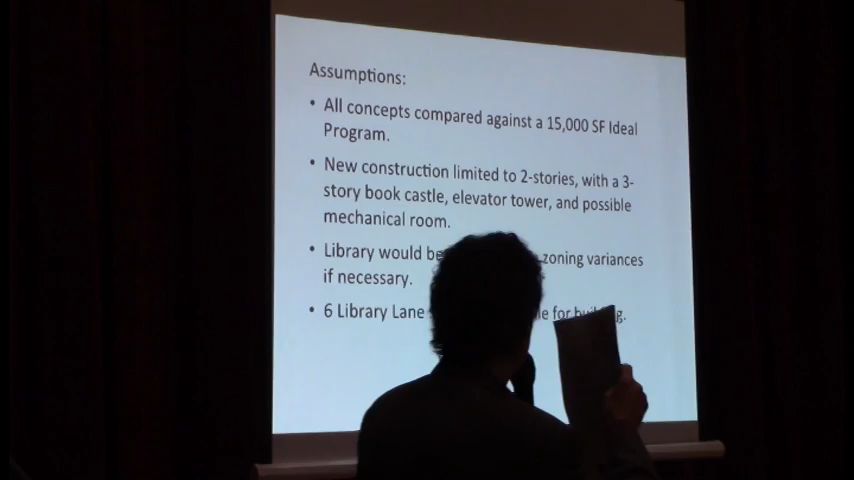 Assumptions:
• All concepts compared against a 15,000 SF Ideal
Program.
• New construction limited to 2-stories, with a 3-
story book castle, elevator tower, and possible
mechanical room.
• Library would be zoning variances
if necessary.
• 6 Library Lane for